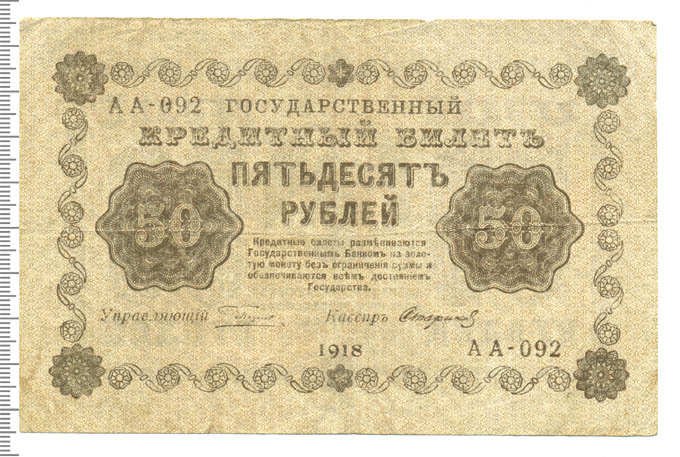 АА-092 ГОСУДАРСТВЕННЫЙ
КРЕДИТНЫЙ БИЛЕТЪ
ПЯТЬДЕСЯТЪ
РУБЛЕЙ
50
50
Кредитные билеты размѣниваются
Государственнымъ Банкомъ на золо-
тую монету безъ ограниченія суммы и
обезпечиваются всѣмъ достояніемъ
Государства.
Управляющій
Кассиръ
1918
АА-092